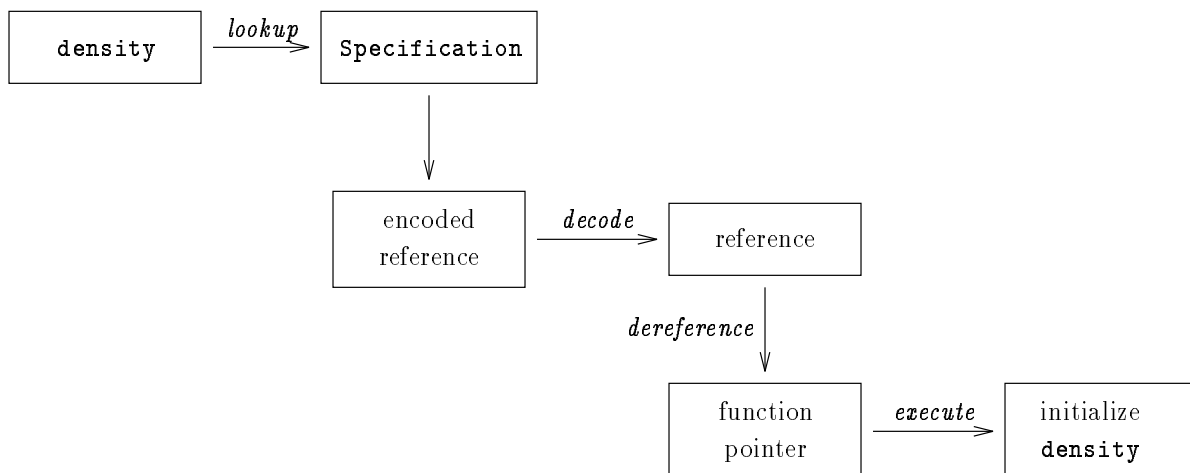 density
lookup
Specification
encoded
reference
decode
reference
dereference
function
pointer
execute
initialize
density